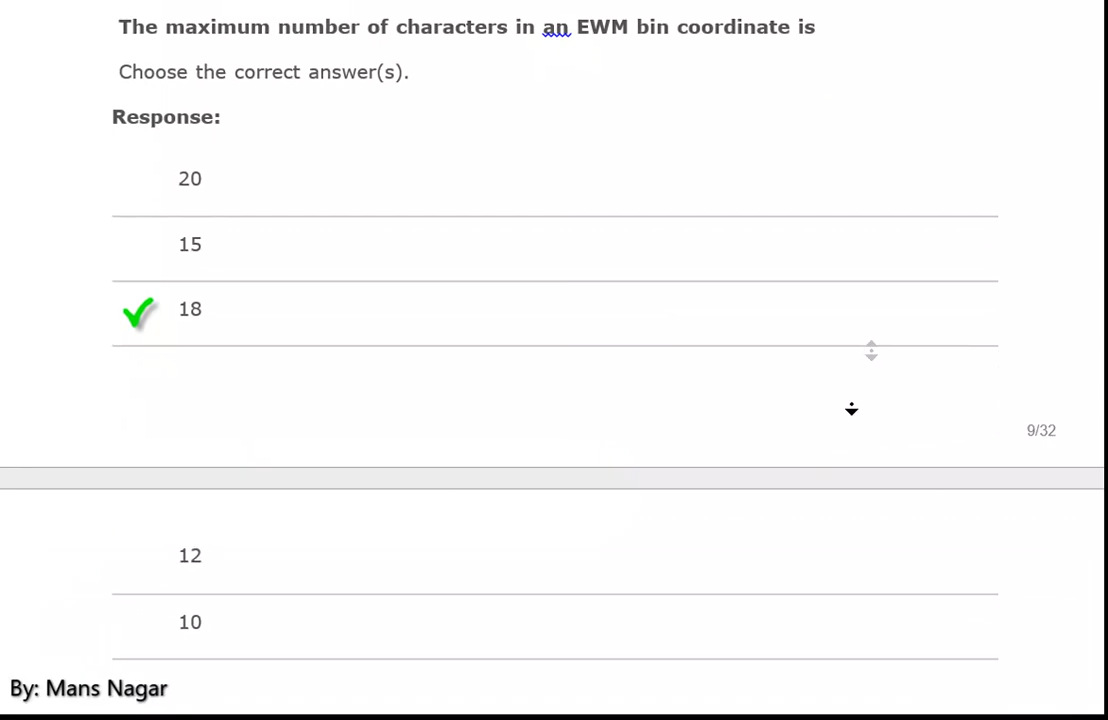 The maximum number of characters in an EWM bin coordinate is
Choose the correct answer(s).
Response:
20
15
18
9/32
12
10
By: Mans Nagar